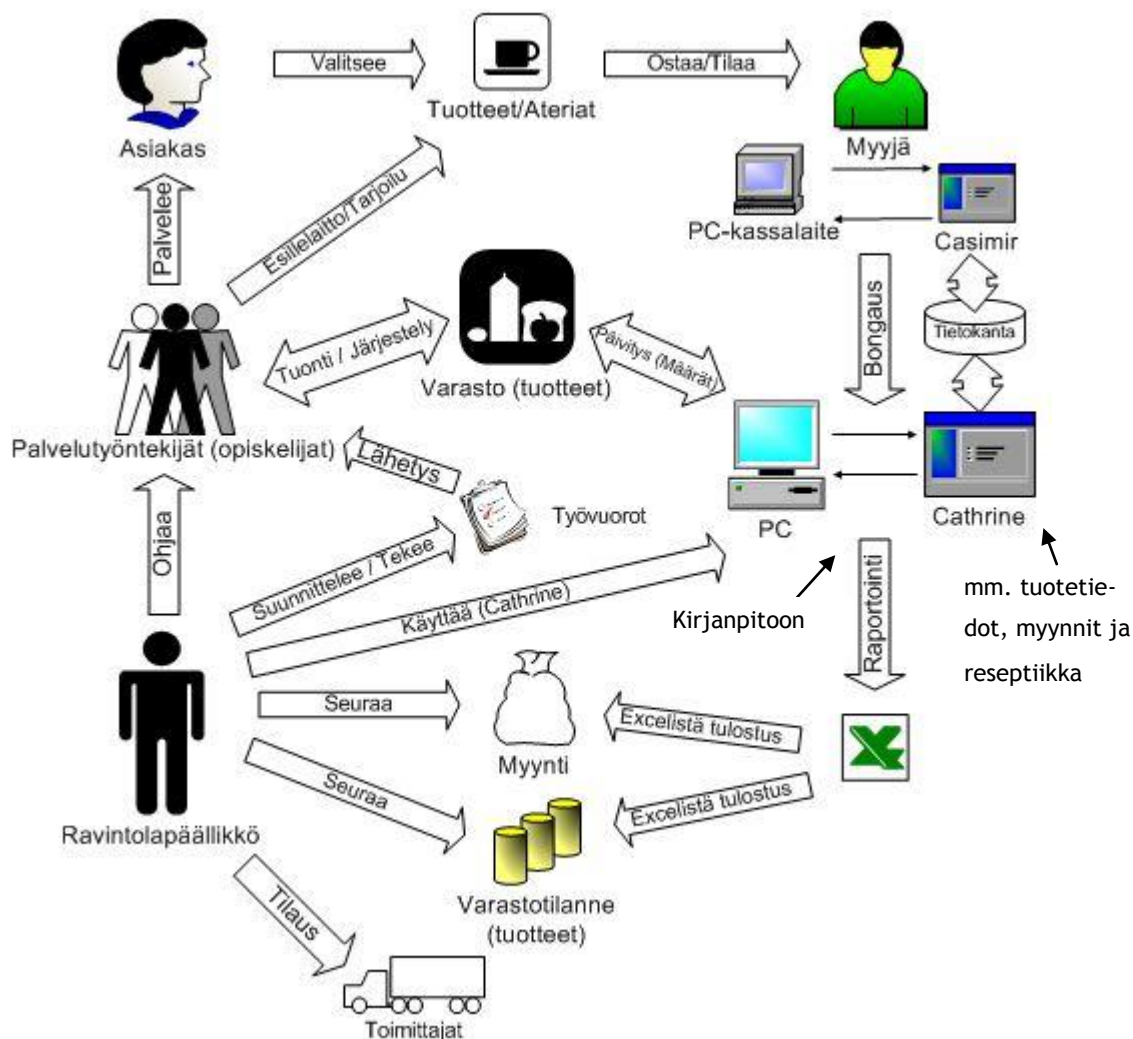 Valitsee
Ostaa/Tilaa
Tuotteet/Ateriat
Asiakas
Myyjä
Palvelee
Esillelaitto/Tarjoilu
PC-kassalaite
Casimir
Tuonti / Järjestely
Varasto (tuotteet)
Päivitys (Määrät)
Bongaus
Tietokanta
Palvelutyöntekijät (opiskelijat)
Lähetys
Työvuorot
PC
Cathrine
Ohjaa
Suunnittelee / Tekee
Käyttää (Cathrine)
Kirjanpitoon
Raportointi
mm. tuotetie-
dot, myynnit ja
reseptiikka
Seuraa
Myynti
Excelistä tulostus
Seuraa
Excelistä tulostus
Ravintolapäällikkö
Varastotilanne
(tuotteet)
Tilaus
Toimittajat